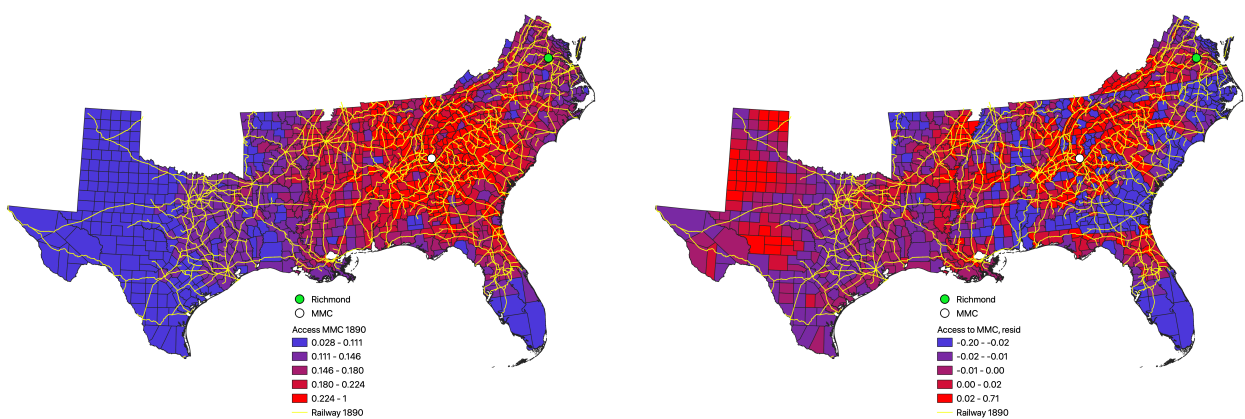 Richmond
MMC
Access MMC 1890
0.028 - 0.111
0.111 - 0.146
0.146 - 0.180
0.180 - 0.224
0.224 - 1
Railway 1890
Richmond
MMC
Access to MMC, resid
-0.20 - -0.02
-0.02 - -0.01
-0.01 - 0.00
0.00 - 0.02
0.02 - 0.71
Railway 1890